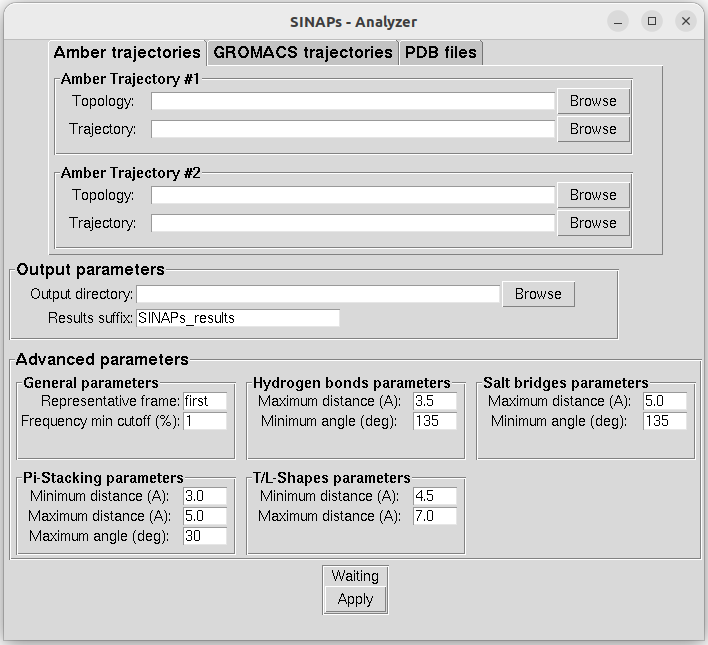 SINAPs - Analyzer
Amber trajectories GROMACS trajectories PDB files
Amber Trajectory #1
Topology: Browse
Trajectory: Browse
Amber Trajectory #2
Topology: Browse
Trajectory: Browse
Output parameters
Output directory: Browse
Results suffix: SINAPs_results
Advanced parameters
General parameters
Representative frame: first
Frequency min cutoff (%): 1
Hydrogen bonds parameters
Maximum distance (A): 3.5
Minimum angle (deg): 135
Salt bridges parameters
Maximum distance (A): 5.0
Minimum angle (deg): 135
Pi-Stacking parameters
Minimum distance (A): 3.0
Maximum distance (A): 5.0
Maximum angle (deg): 30
T/L-Shapes parameters
Minimum distance (A): 4.5
Maximum distance (A): 7.0
Waiting
Apply